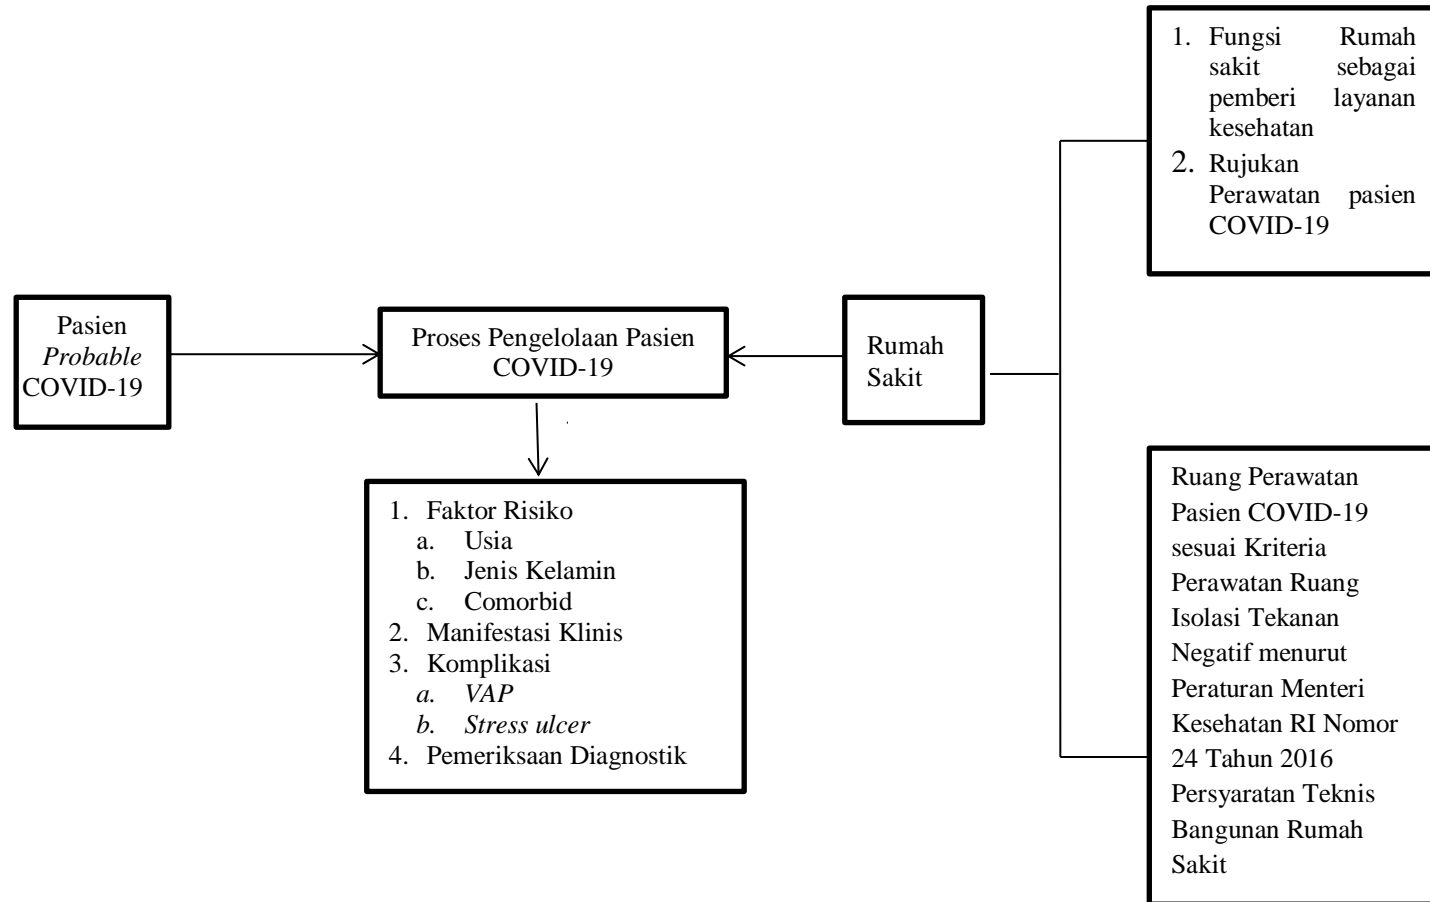 1. Fungsi Rumah
sakit sebagai
pemberi layanan
kesehatan
2. Rujukan
Perawatan pasien
COVID-19
Pasien
Probable
COVID-19
Proses Pengelolaan Pasien
COVID-19
Rumah
Sakit
1. Faktor Risiko
a. Usia
b. Jenis Kelamin
c. Comorbid
2. Manifestasi Klinis
3. Komplikasi
a. VAP
b. Stress ulcer
4. Pemeriksaan Diagnostik
Ruang Perawatan
Pasien COVID-19
sesuai Kriteria
Perawatan Ruang
Isolasi Tekanan
Negatif menurut
Peraturan Menteri
Kesehatan RI Nomor
24 Tahun 2016
Persyaratan Teknis
Bangunan Rumah
Sakit